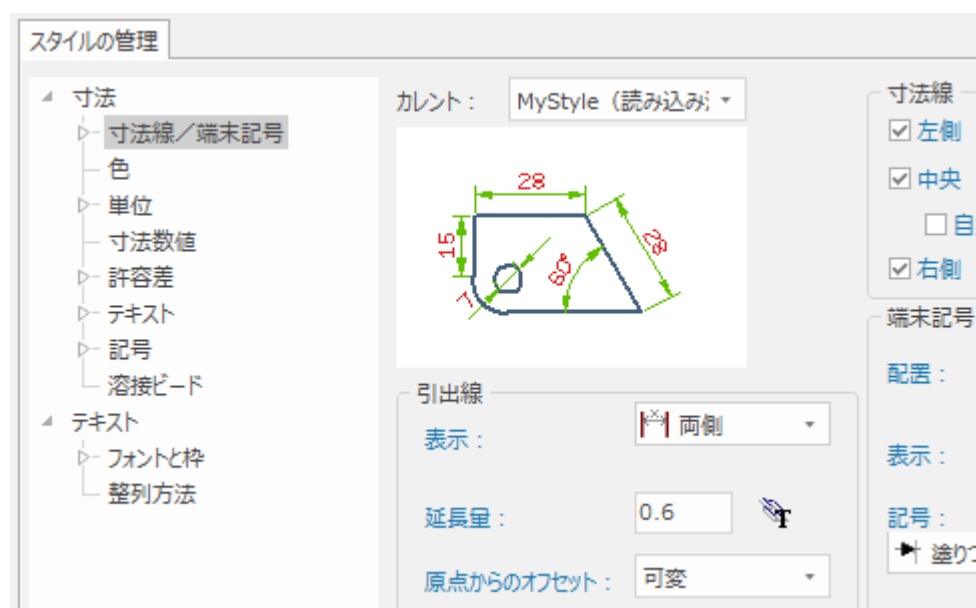 スタイルの管理
寸法
寸法線／端末記号
色
単位
寸法数値
許容差
テキスト
記号
溶接ビード
テキスト
フォントと枠
整列方法
カレント：
MyStyle（読み込み
28
15
28
60°
7
引出線
表示：
両側
延長量：
0.6
T
原点からのオフセット：
可変
寸法線
左側
中央
自
右側
端末記号
配置：
表示：
記号：
塗りつ